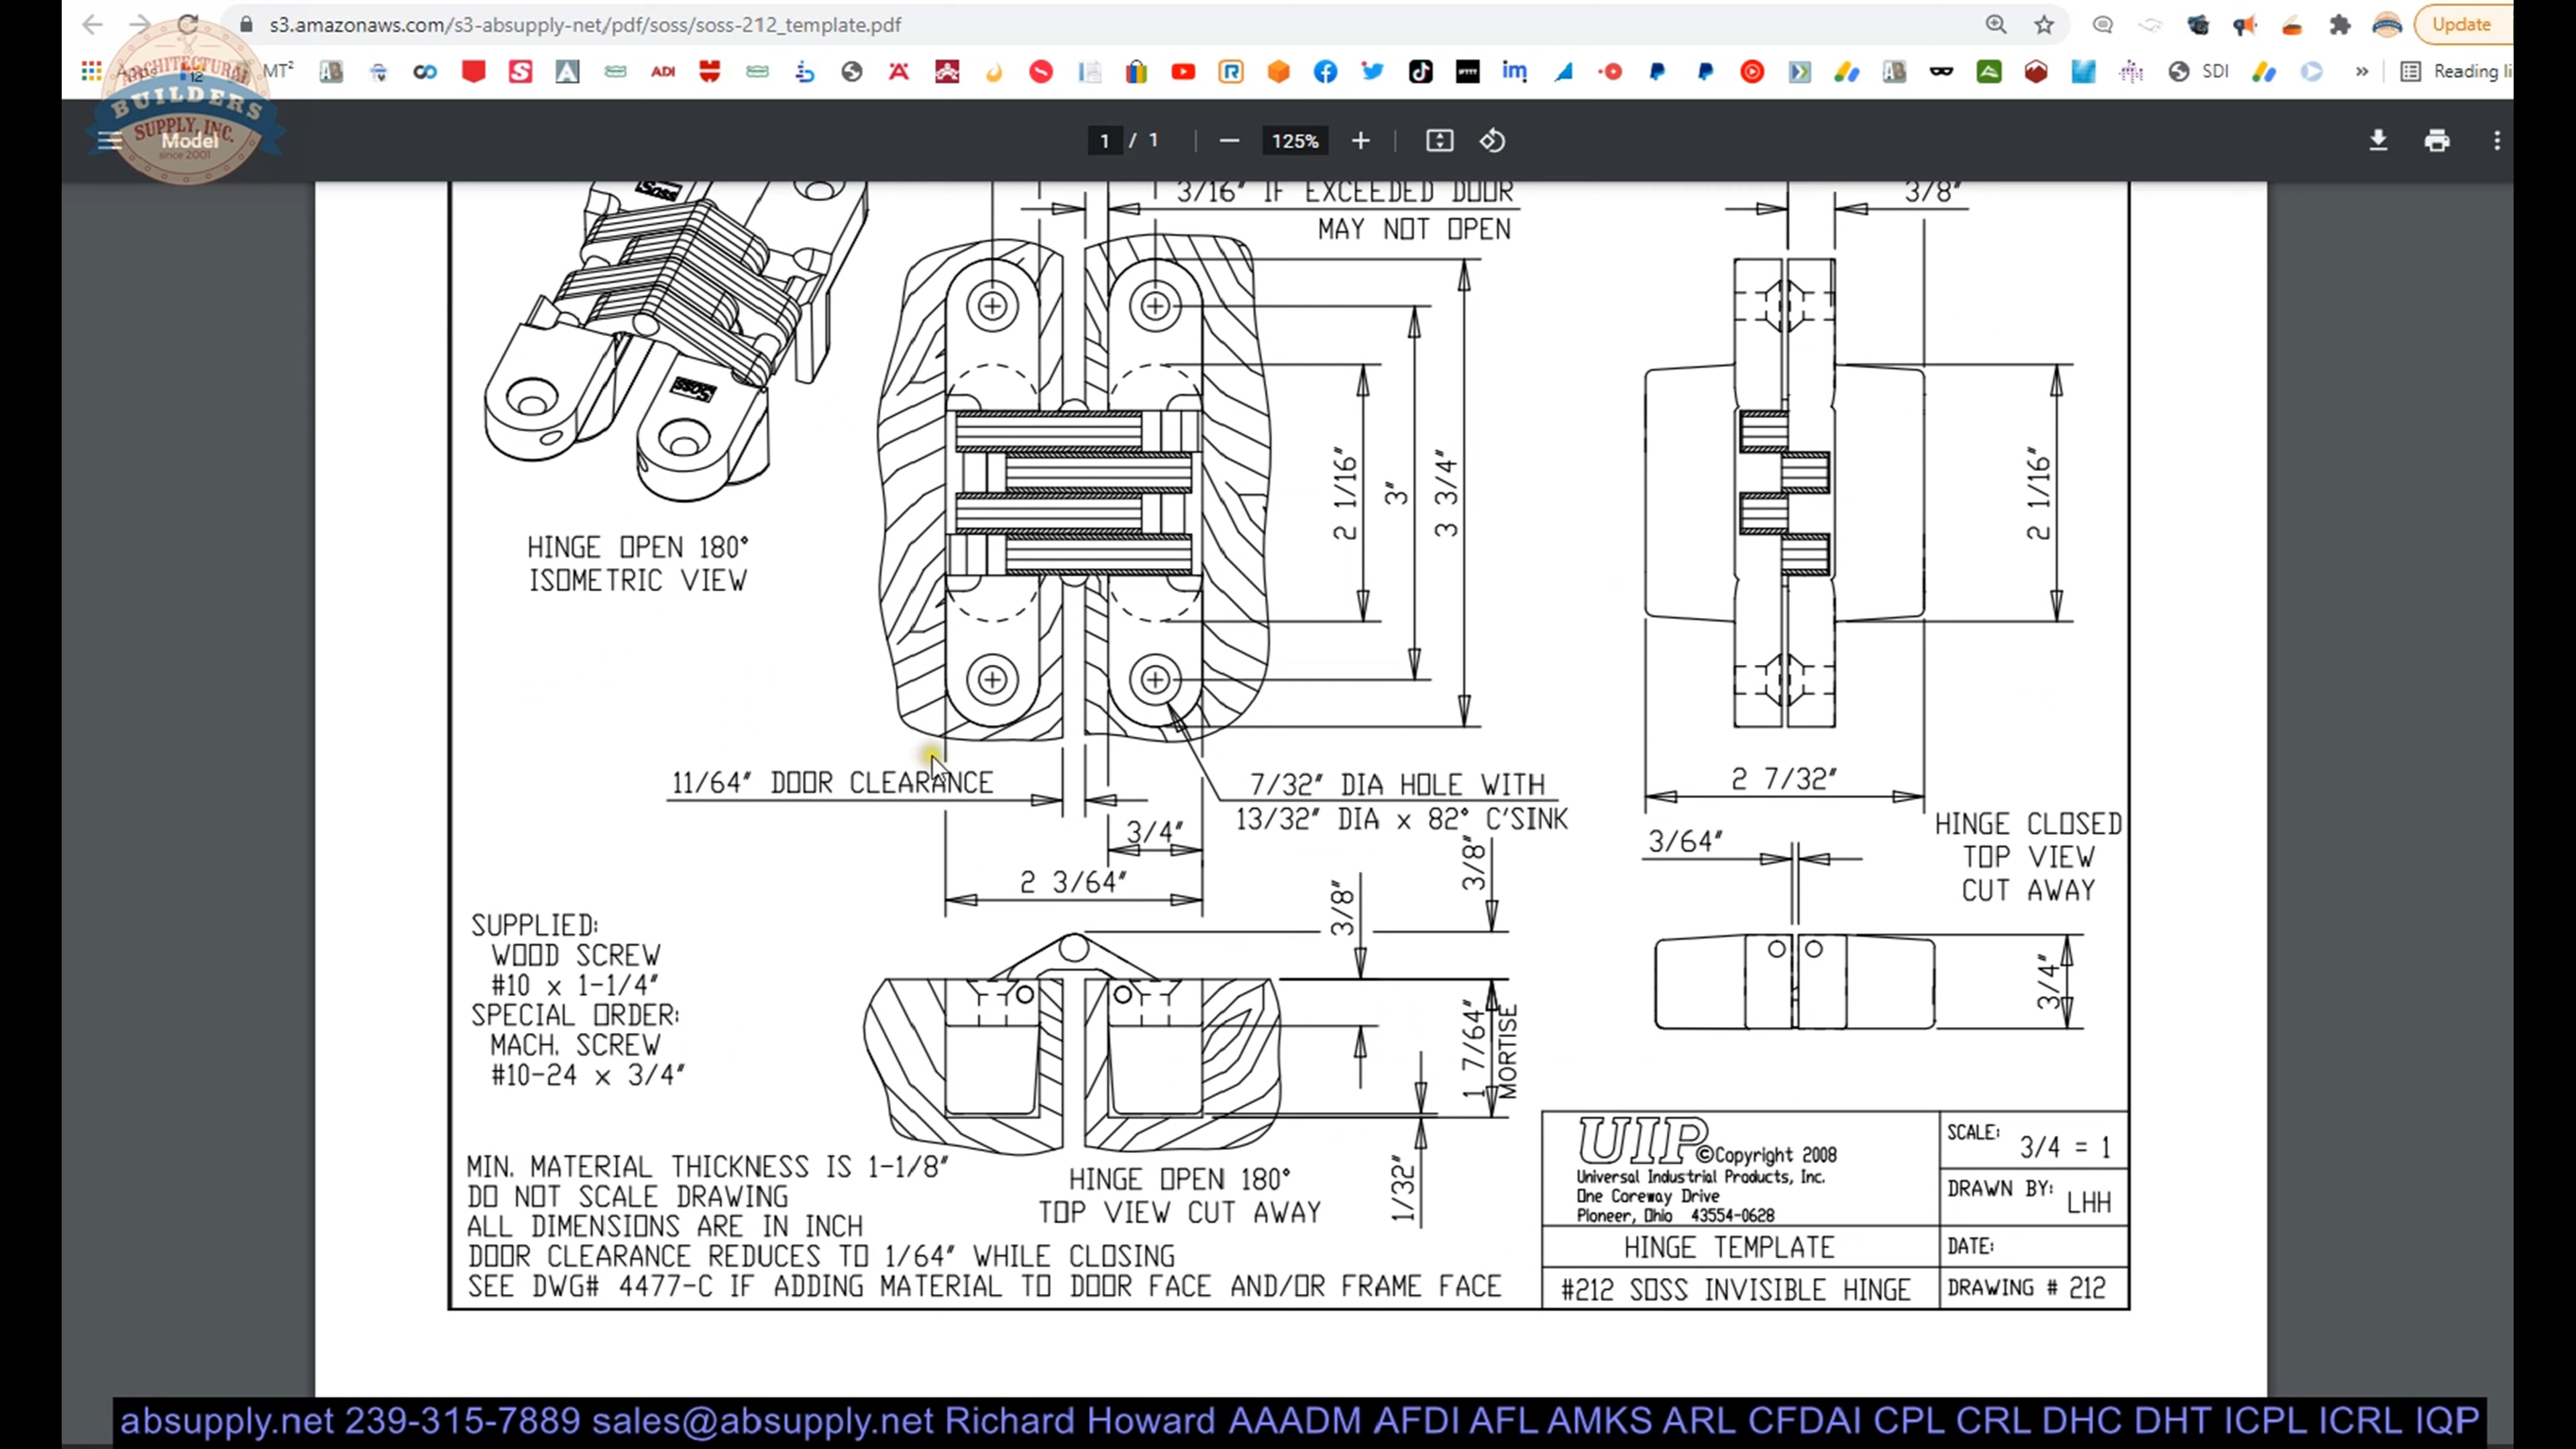 s3.amazonaws.com/s3-absupply-net/pdf/soss/soss-212_template.pdf
Update
MT²
ADI
SDI
»
Reading li
ARCHITECTURAL
12
BUILDERS
SUPPLY, INC.
Model
since 2001
1 / 1
125%
3/16" IF EXCEEDED DOOR
MAY NOT OPEN
3/8"
Soss
Soss
HINGE OPEN 180°
ISOMETRIC VIEW
2 1/16"
3"
3 3/4"
2 1/16"
11/64" DOOR CLEARANCE
7/32" DIA HOLE WITH
13/32" DIA x 82° C'SINK
2 7/32"
3/4"
2 3/64"
3/8"
3/8"
3/64"
HINGE CLOSED
TOP VIEW
CUT AWAY
3/4"
SUPPLIED:
WOOD SCREW
#10 x 1-1/4"
SPECIAL ORDER:
MACH. SCREW
#10-24 x 3/4"
1 7/64"
MORTISE
1/32"
HINGE OPEN 180°
TOP VIEW CUT AWAY
MIN. MATERIAL THICKNESS IS 1-1/8"
DO NOT SCALE DRAWING
ALL DIMENSIONS ARE IN INCH
DOOR CLEARANCE REDUCES TO 1/64" WHILE CLOSING
SEE DWG# 4477-C IF ADDING MATERIAL TO DOOR FACE AND/OR FRAME FACE
UIP ©Copyright 2008
Universal Industrial Products, Inc.
One Coreway Drive
Pioneer, Ohio 43554-0628
HINGE TEMPLATE
#212 SOSS INVISIBLE HINGE
SCALE: 3/4 = 1
DRAWN BY: LHH
DATE:
DRAWING # 212
absupply.net 239-315-7889 sales@absupply.net Richard Howard AAADM AFDI AFL AMKS ARL CFDAI CPL CRL DHC DHT ICPL ICRL IQP